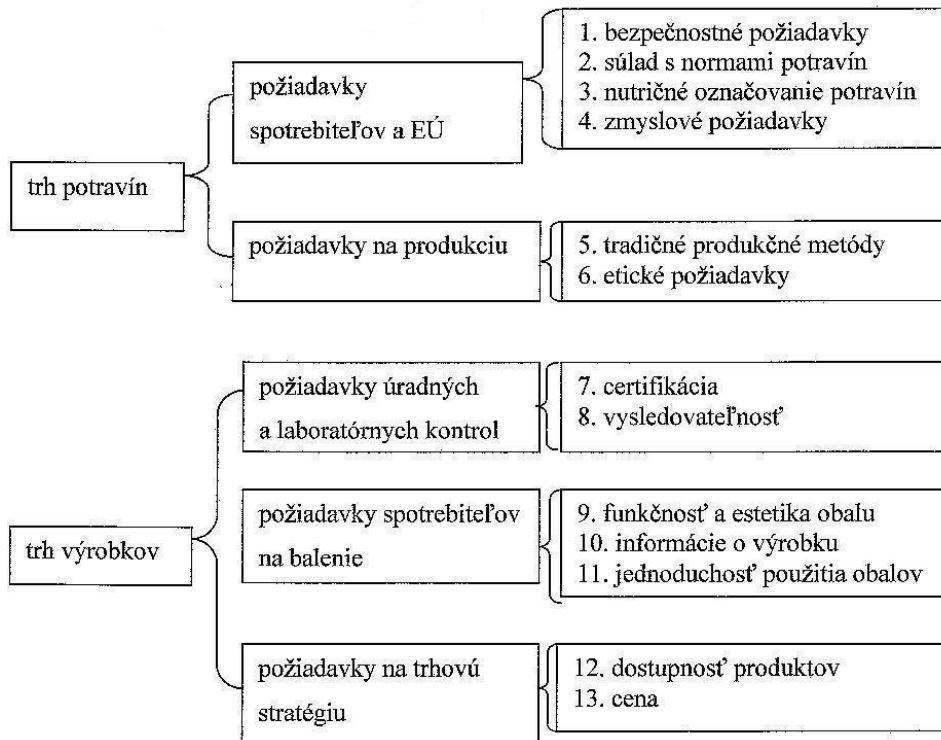 trh potravín
požiadavky
spotrebiteľov a EÚ
1. bezpečnostné požiadavky
2. súlad s normami potravín
3. nutričné označovanie potravín
4. zmyslové požiadavky
požiadavky na produkciu
5. tradičné produkčné metódy
6. etické požiadavky
trh výrobkov
požiadavky úradných
a laboratórnych kontrol
7. certifikácia
8. vysledovateľnosť
požiadavky spotrebiteľov
na balenie
9. funkčnosť a estetika obalu
10. informácie o výrobku
11. jednoduchosť použitia obalov
požiadavky na trhovú
stratégiu
12. dostupnosť produktov
13. cena